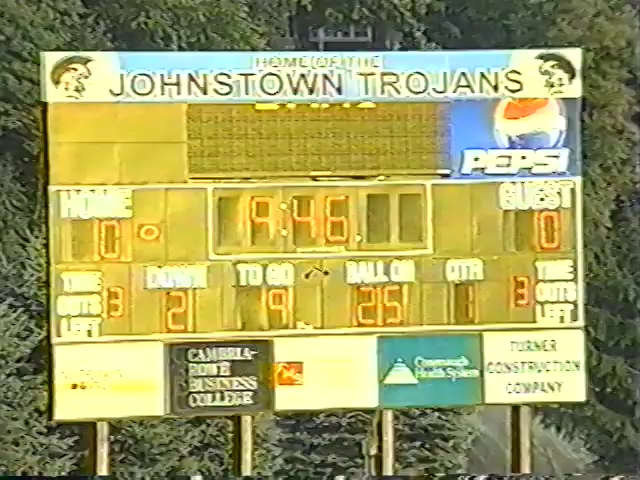 HOME OF THE
JOHNSTOWN TROJANS
PEPSI
HOME GUEST
0 9:46 0
TIME OUTS LEFT 3 DOWN 2 TO GO 9 BALL ON 25 QTR 1 3 TIME OUTS LEFT
CAMBRIA-
ROWE
BUSINESS
COLLEGE
Conemaugh
Health System
TURNER
CONSTRUCTION
COMPANY